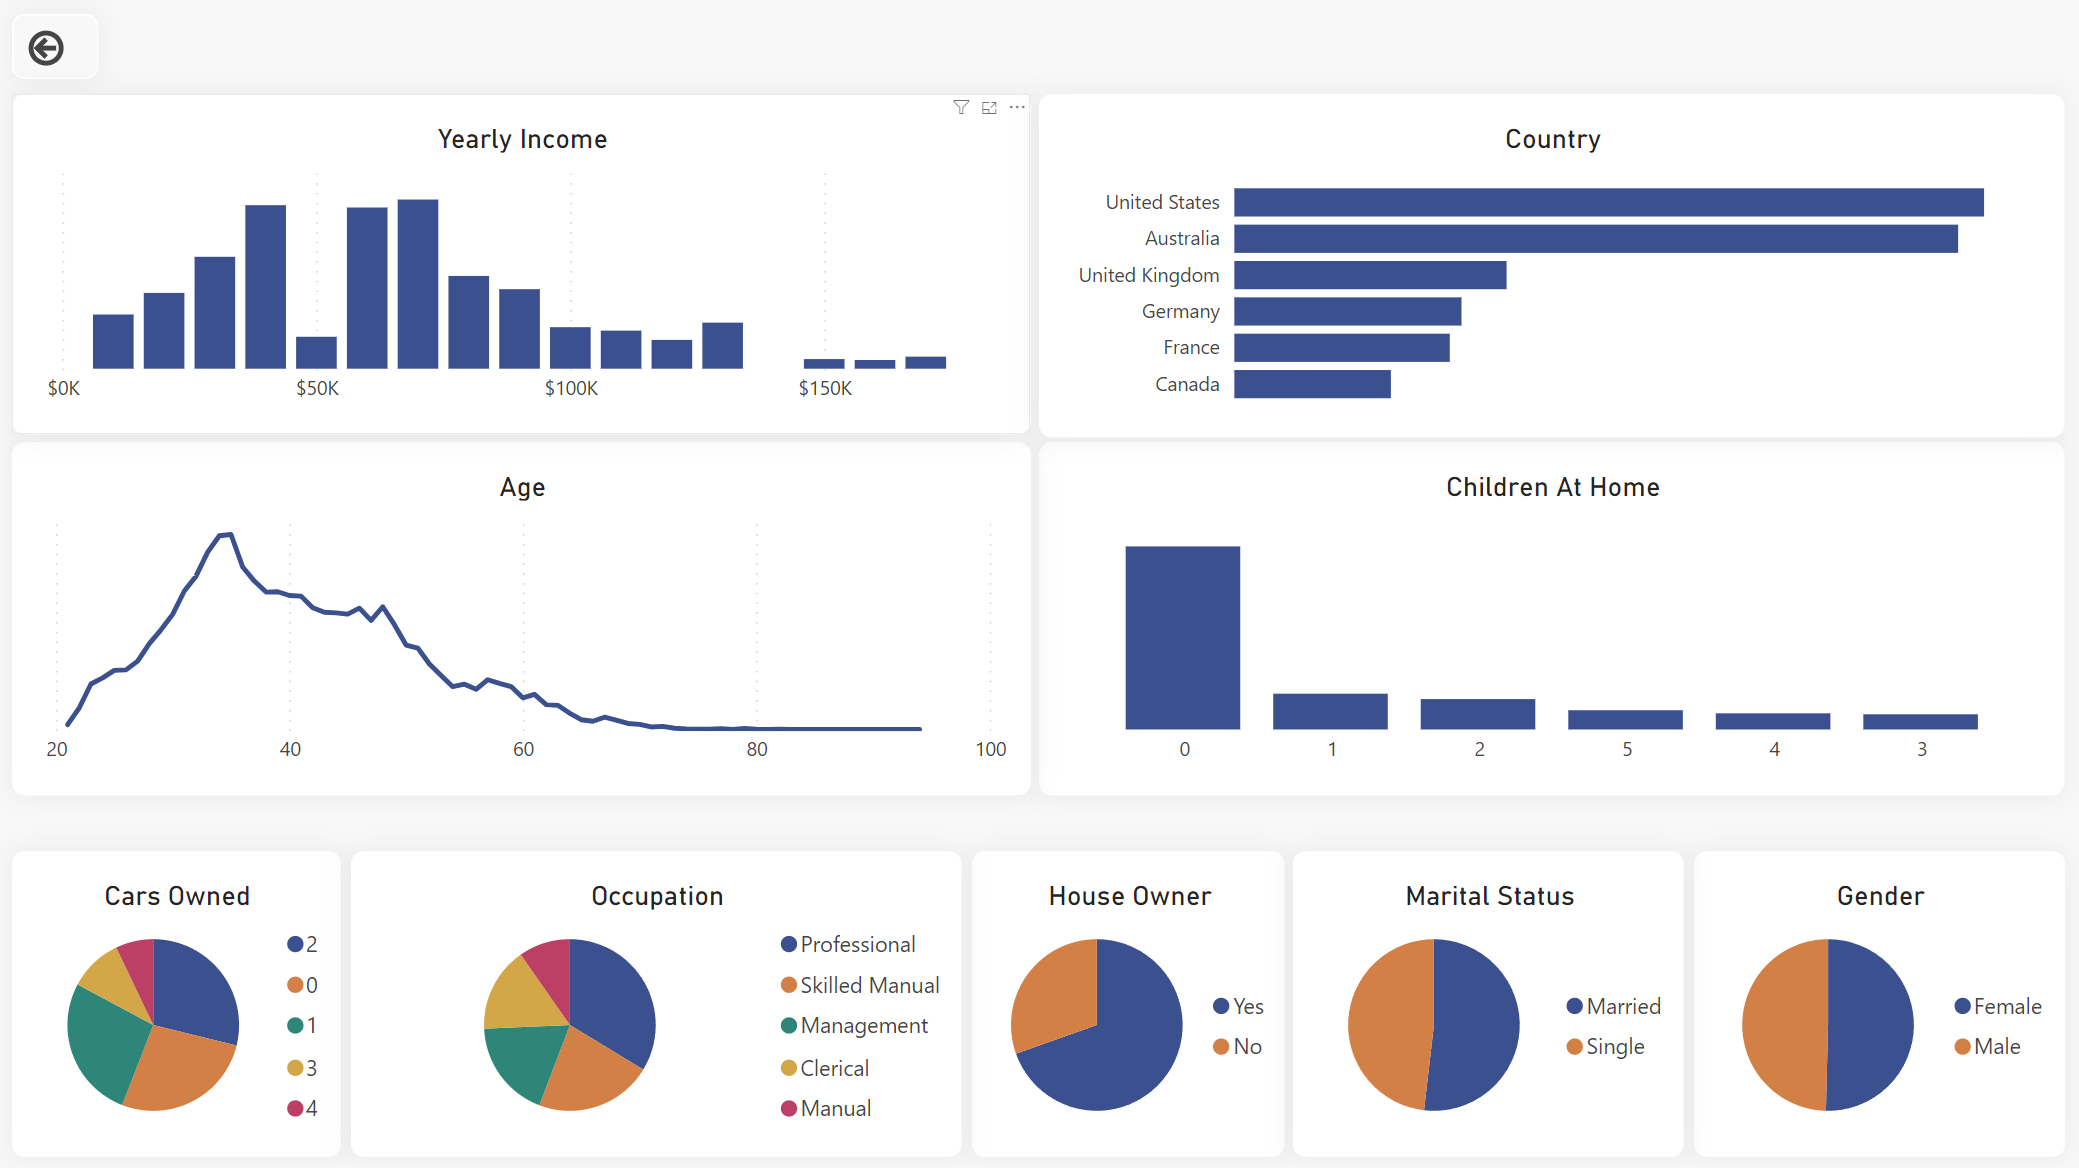 Yearly Income
$0K $50K $100K $150K
Country
United States
Australia
United Kingdom
Germany
France
Canada
Age
20 40 60 80 100
Children At Home
0 1 2 5 4 3
Cars Owned
2
0
1
3
4
Occupation
Professional
Skilled Manual
Management
Clerical
Manual
House Owner
Yes
No
Marital Status
Married
Single
Gender
Female
Male